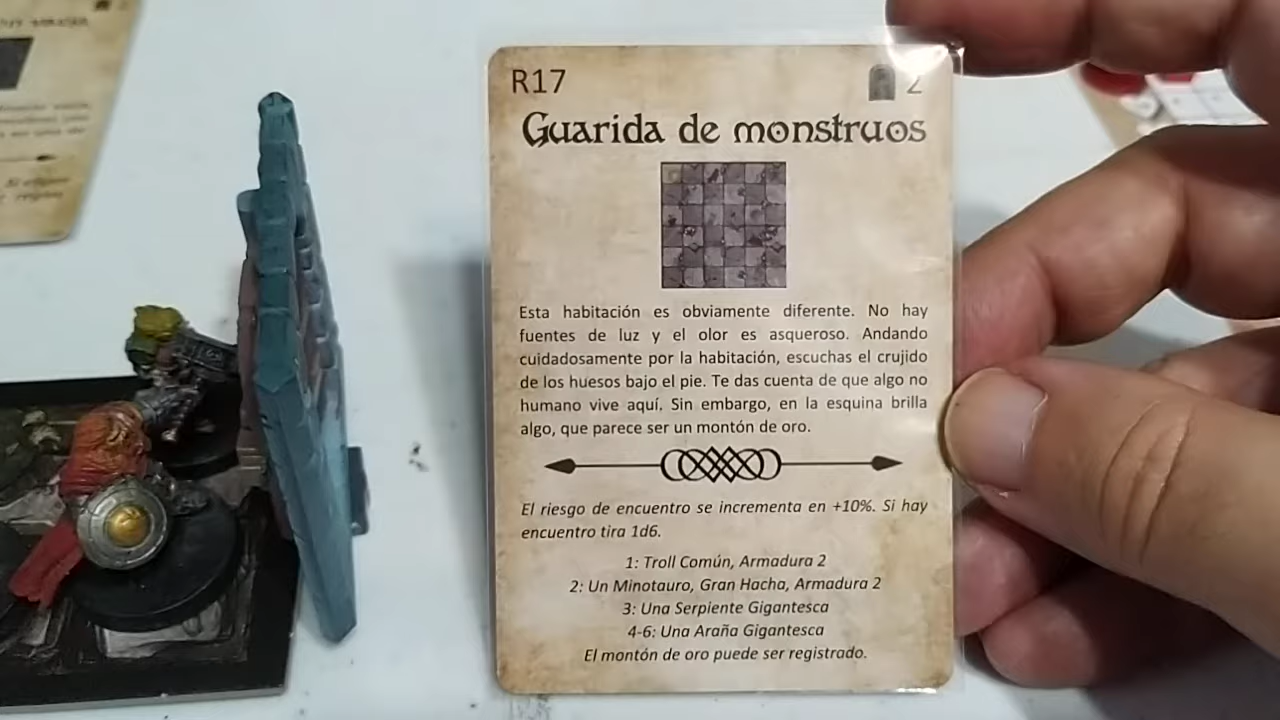 R17
2
Guarida de monstruos
Esta habitación es obviamente diferente. No hay
fuentes de luz y el olor es asqueroso. Andando
cuidadosamente por la habitación, escuchas el crujido
de los huesos bajo el pie. Te das cuenta de que algo no
humano vive aquí. Sin embargo, en la esquina brilla
algo, que parece ser un montón de oro.
El riesgo de encuentro se incrementa en +10%. Si hay
encuentro tira 1d6.
1: Troll Común, Armadura 2
2: Un Minotauro, Gran Hacha, Armadura 2
3: Una Serpiente Gigantesca
4-6: Una Araña Gigantesca
El montón de oro puede ser registrado.